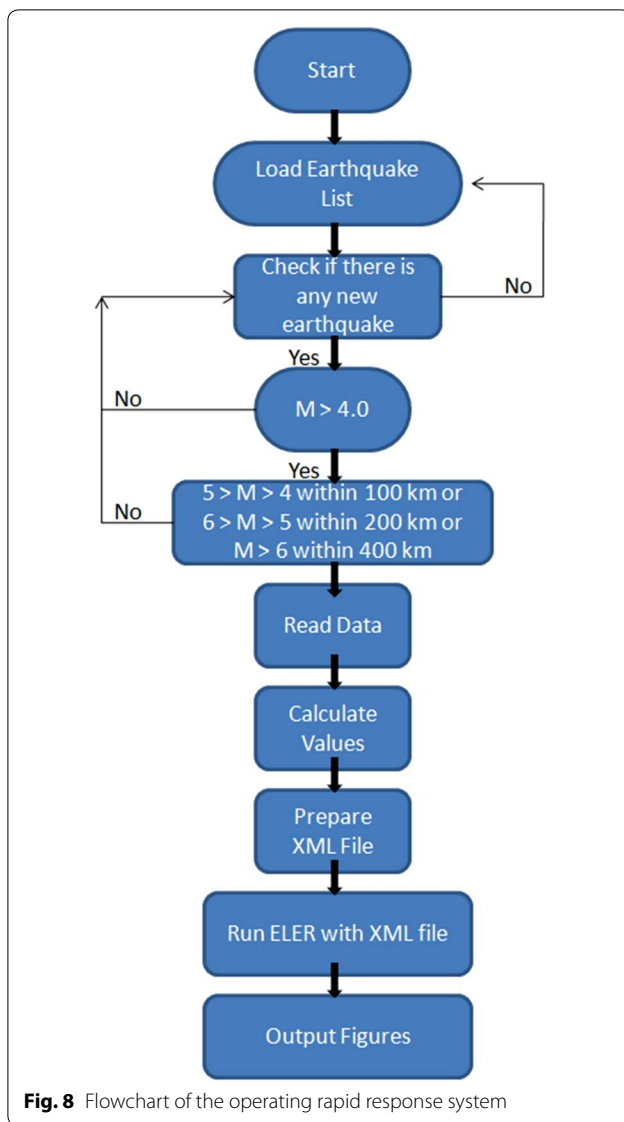 Start
Load Earthquake
List
Check if there is
any new
earthquake
No
Yes
No
M > 4.0
Yes
No
5 > M > 4 within 100 km or
6 > M > 5 within 200 km or
M > 6 within 400 km
Read Data
Calculate
Values
Prepare
XML File
Run ELER with XML file
Output Figures
Fig. 8 Flowchart of the operating rapid response system